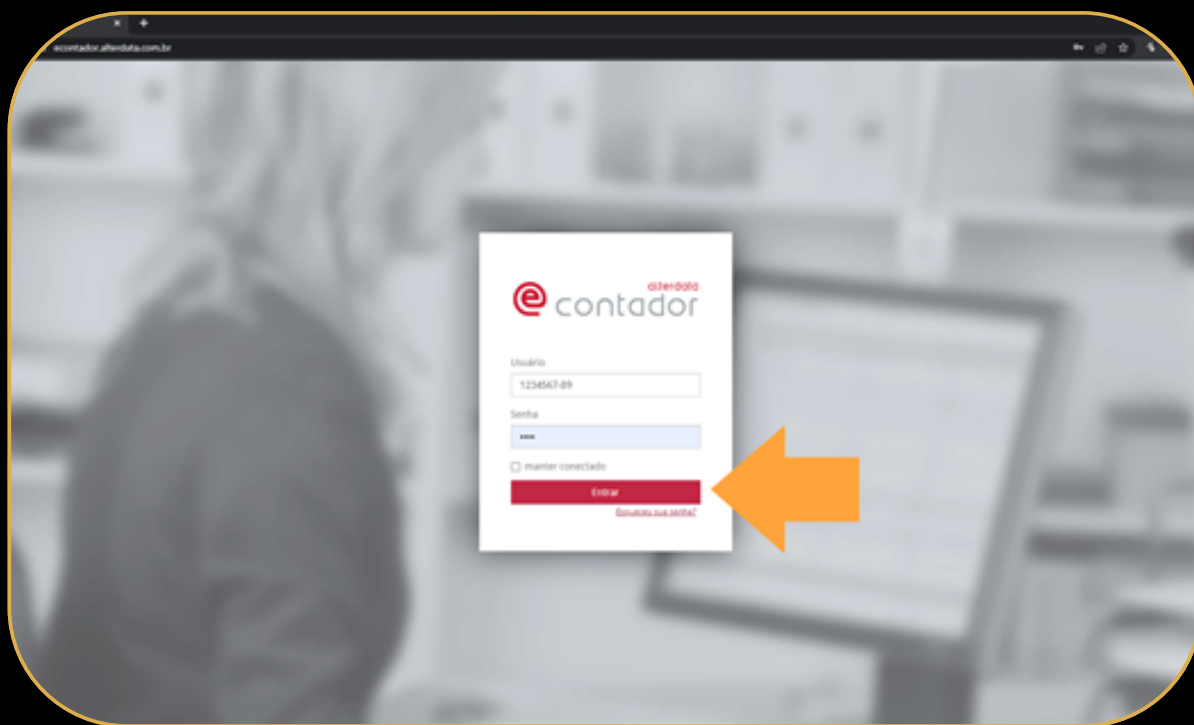 econtador.alterdata.com.br
alterdata
e contador
Usuário
1234567-89
Senha
••••
manter conectado
Entrar
Esqueceu sua senha?